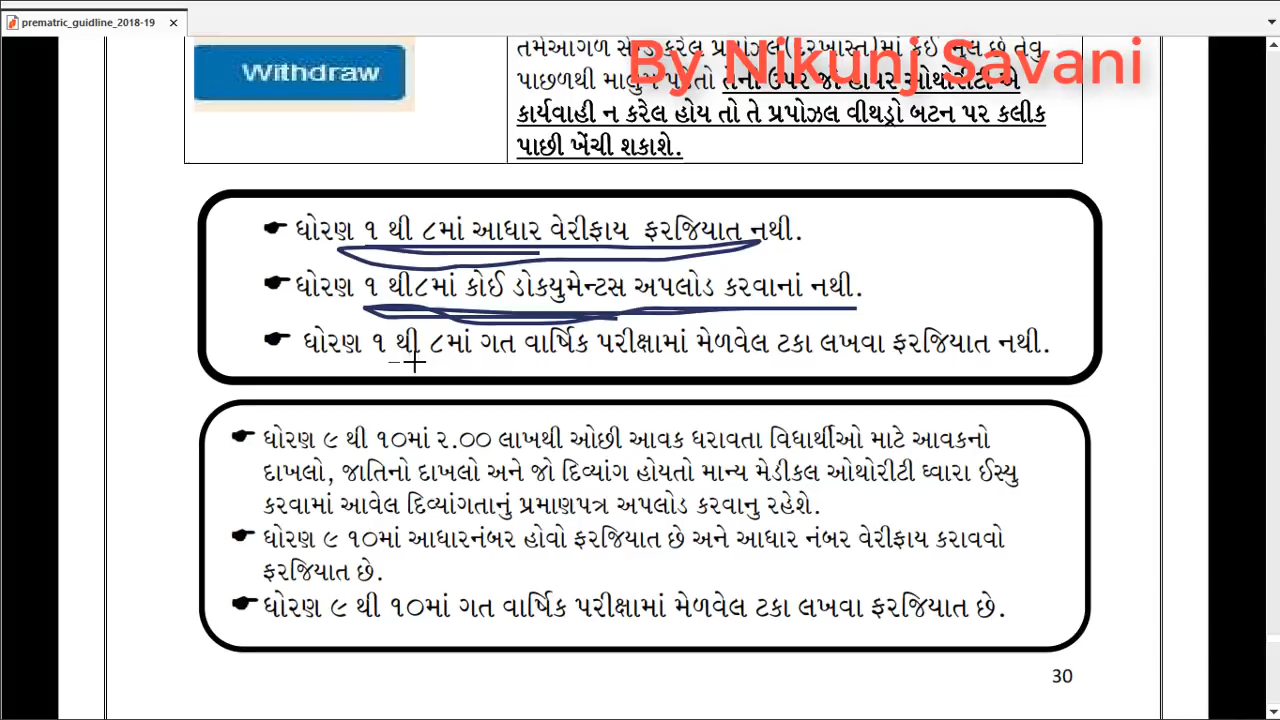 prematric_guidline_2018-19
By Nikunj Savani
Withdraw
પાછળથી
કાર્યવાહી ન કરેલ હોય તો તે પ્રપોઝલ વીથડ્રો બટન પર કલીક
પાછી ખેંચી શકાશે.
ધોરણ ૧ થી ૮માં આધાર વેરીફાય ફરજિયાત નથી.
ધોરણ ૧ થી૮માં કોઈ ડોકયુમેન્ટસ અપલોડ કરવાનાં નથી.
ધોરણ ૧ થી ૮માં ગત વાર્ષિક પરીક્ષામાં મેળવેલ ટકા લખવા ફરજિયાત નથી.
ધોરણ ૯ થી ૧૦માં ૨.૦૦ લાખથી ઓછી આવક ધરાવતા વિધાર્થીઓ માટે આવકનો
દાખલો, જાતિનો દાખલો અને જો દિવ્યાંગ હોયતો માન્ય મેડીકલ ઓથોરીટી ધ્વારા ઈસ્યુ
કરવામાં આવેલ દિવ્યાંગતાનું પ્રમાણપત્ર અપલોડ કરવાનુ રહેશે.
ધોરણ ૯ ૧૦માં આધારનંબર હોવો ફરજિયાત છે અને આધાર નંબર વેરીફાય કરાવવો
ફરજિયાત છે.
ધોરણ ૯ થી ૧૦માં ગત વાર્ષિક પરીક્ષામાં મેળવેલ ટકા લખવા ફરજિયાત છે.
30